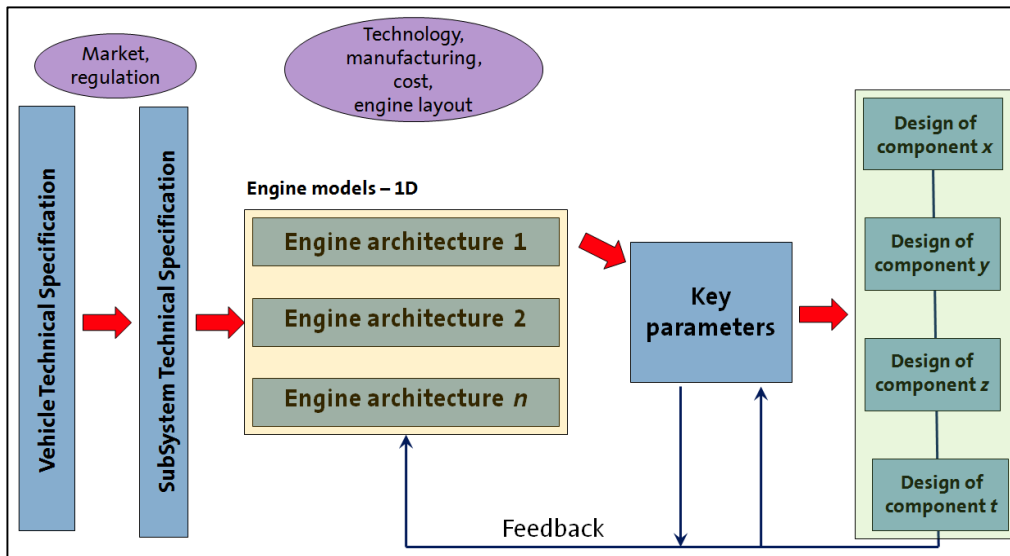 Market,
regulation
Technology,
manufacturing,
cost,
engine layout
Vehicle Technical Specification
SubSystem Technical Specification
Engine models – 1D
Engine architecture 1
Engine architecture 2
Engine architecture n
Key
parameters
Design of
component x
Design of
component y
Design of
component z
Design of
component t
Feedback